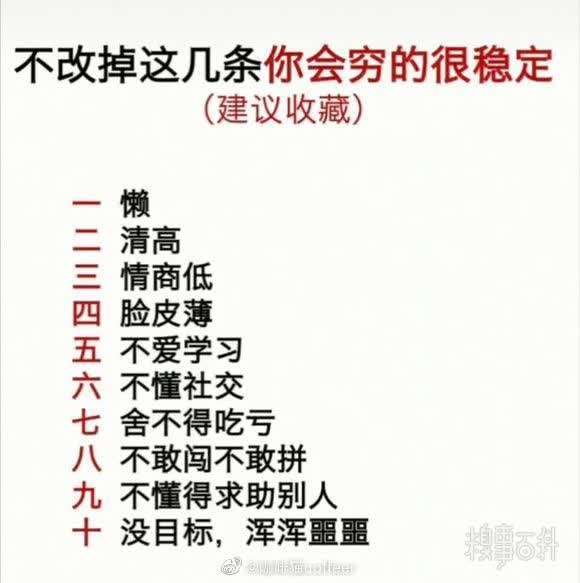 不改掉这几条你会穷的很稳定
（建议收藏）
一 懒
二 清高
三 情商低
四 脸皮薄
五 不爱学习
六 不懂社交
七 舍不得吃亏
八 不敢闯不敢拼
九 不懂得求助别人
十 没目标，浑浑噩噩
糗事百科